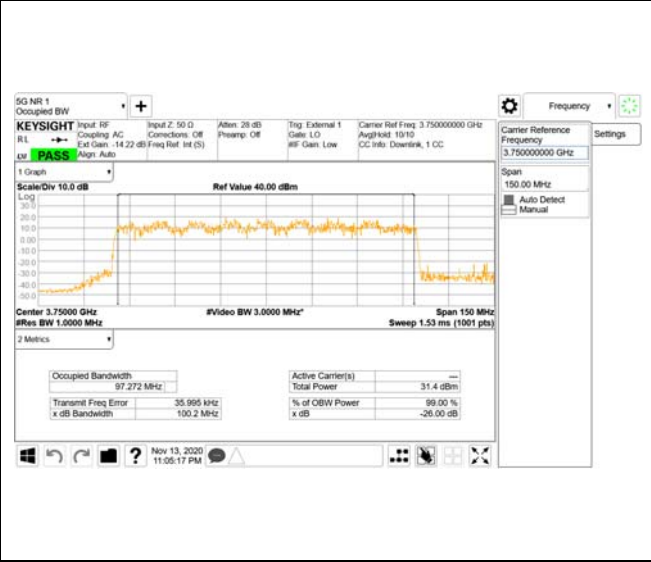 5G NR 1
Occupied BW
Frequency
KEYSIGHT
Input: RF
Input Z: 50 Ω
Atten: 28 dB
Trig: External 1
Carrier Ref Freq: 3.750000000 GHz
R L
Coupling: AC
Corrections: Off
Preamp: Off
Gate: LO
Avg|Hold: 10/10
Ext Gain: -14.22 dB
Freq Ref: Int (S)
#IF Gain: Low
CC Info: Downlink, 1 CC
PASS
Align: Auto
Carrier Reference
Frequency
3.750000000 GHz
Settings
Span
150.00 MHz
Auto Detect
Manual
1 Graph
Scale/Div 10.0 dB
Ref Value 40.00 dBm
Log
30.0
20.0
10.0
0.00
-10.0
-20.0
-30.0
-40.0
-50.0
Center 3.75000 GHz
#Video BW 3.0000 MHz*
Span 150 MHz
#Res BW 1.0000 MHz
Sweep 1.53 ms (1001 pts)
2 Metrics
Occupied Bandwidth
97.272 MHz
Active Carrier(s)
—
Total Power
31.4 dBm
Transmit Freq Error
35.995 kHz
% of OBW Power
99.00 %
x dB Bandwidth
100.2 MHz
x dB
-26.00 dB
?
Nov 13, 2020
11:05:17 PM